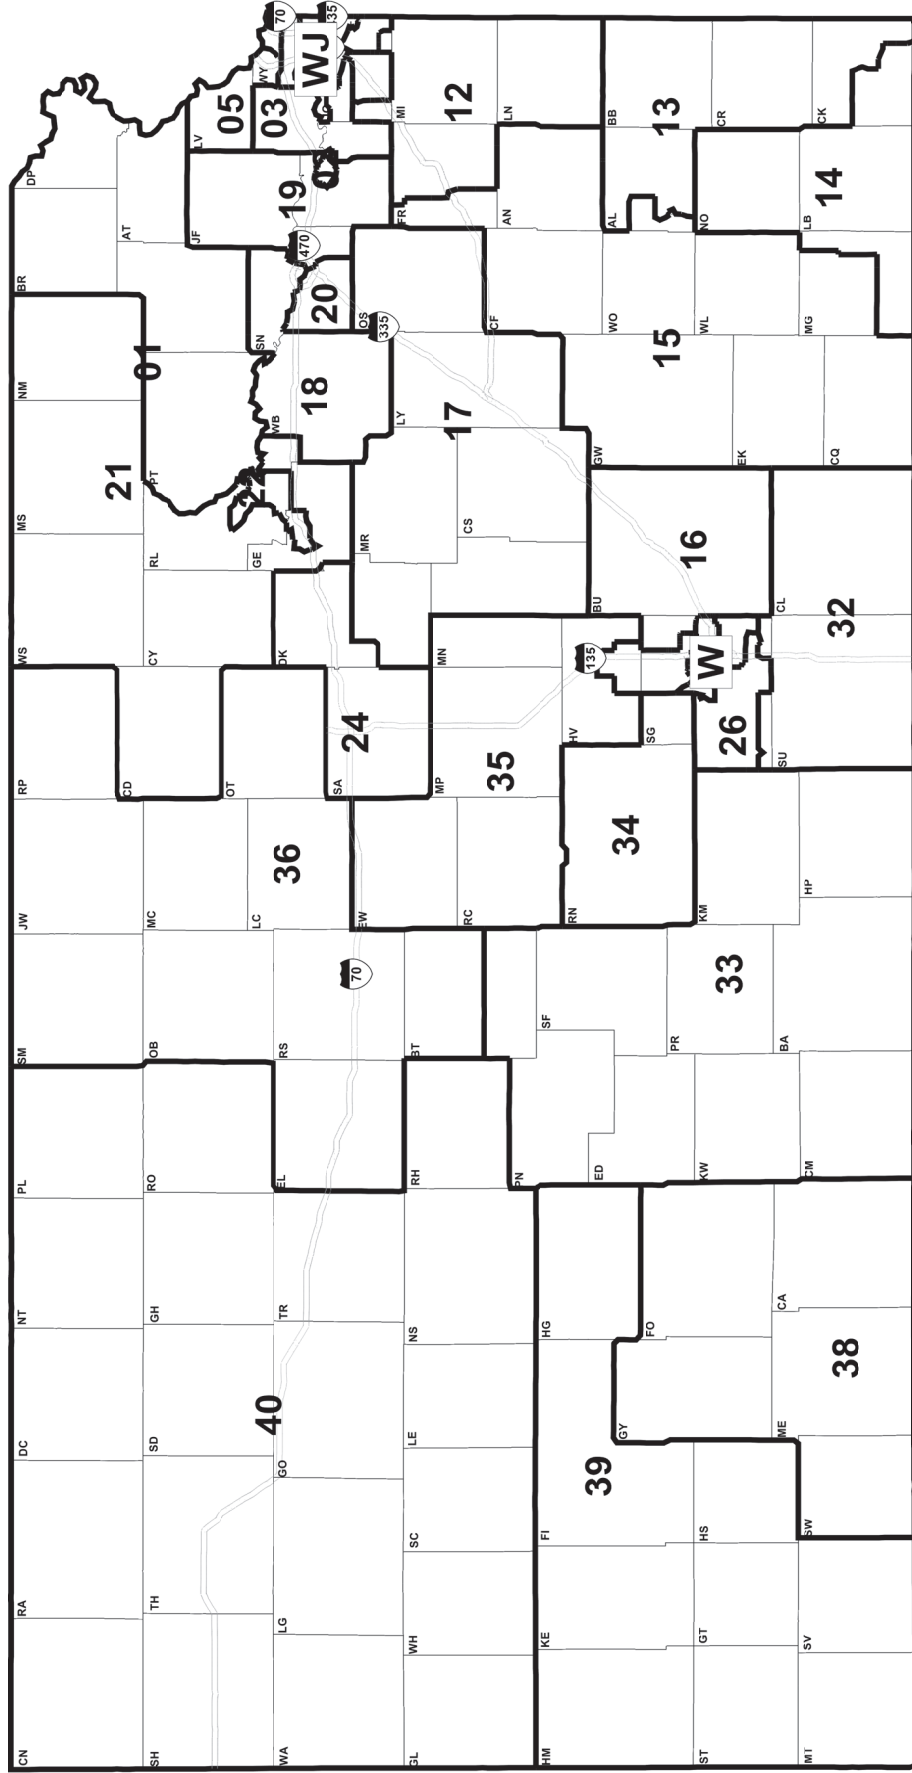 CN RA DC NT PL SM JW RP WS MS NM BR DP
21 01
SH TH SD GH RO OB MC CD CY RL PT AT
JF LV 05
WA LG GO 40 TR EL RS LC 36 OT DK GE WB SN 19 03 WY 70
18 20 470 WJ 35
70 24
GL WH SC LE NS RH BT EW SA MR OS 335
RC MP MN CS LY 17 FR MI 12
35 CF AN LN
HM KE FI HG PN SF
39 RN HV 135 BU GW WO AL BB
GY ED 34
FO SG 15 13
ST GT HS KW PR KM 16 WL NO CR
33 26 W EK
ME CA BA SU CL
MT SV SW 38 CM HP 32 CQ MG LB 14 CK